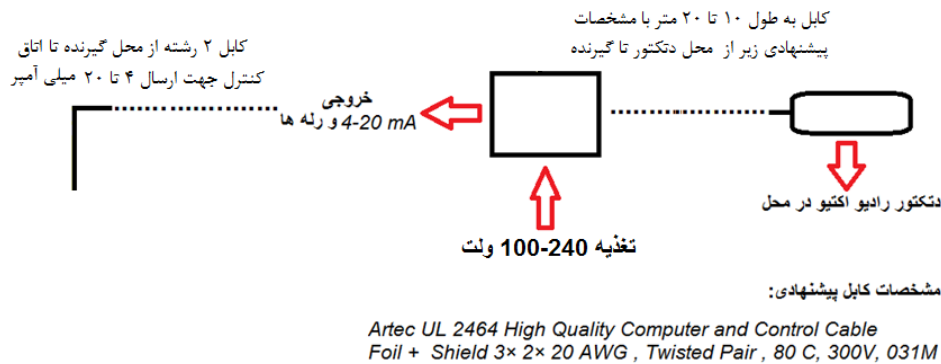 کابل به طول ۱۰ تا ۲۰ متر با مشخصات
پیشنهادی زیر از محل دتکتور تا گیرنده
کابل ۲ رشته از محل گیرنده تا اتاق
کنترل جهت ارسال ۴ تا ۲۰ میلی آمپر
خروجی
4-20 mA و رله ها
دتکتور رادیو اکتیو در محل
تغذیه 240-100 ولت
مشخصات کابل پیشنهادی:
Artec UL 2464 High Quality Computer and Control Cable
Foil + Shield 3× 2× 20 AWG , Twisted Pair , 80 C, 300V, 031M